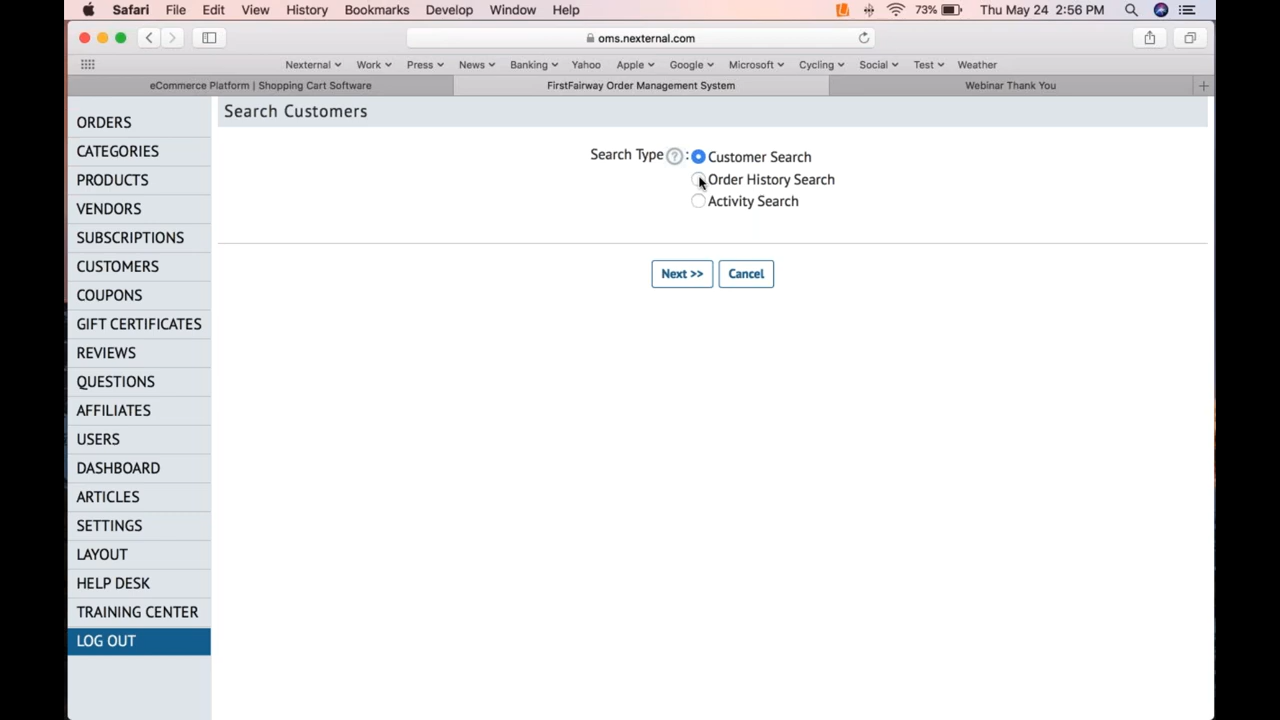 Safari File Edit View History Bookmarks Develop Window Help 73% Thu May 24 2:56 PM
oms.nexternal.com
Nexternal Work Press News Banking Yahoo Apple Google Microsoft Cycling Social Test Weather
eCommerce Platform | Shopping Cart Software FirstFairway Order Management System Webinar Thank You +
Search Customers
ORDERS
CATEGORIES
PRODUCTS
VENDORS
SUBSCRIPTIONS
CUSTOMERS
COUPONS
GIFT CERTIFICATES
REVIEWS
QUESTIONS
AFFILIATES
USERS
DASHBOARD
ARTICLES
SETTINGS
LAYOUT
HELP DESK
TRAINING CENTER
LOG OUT
Search Type ? : Customer Search
Order History Search
Activity Search
Next >> Cancel